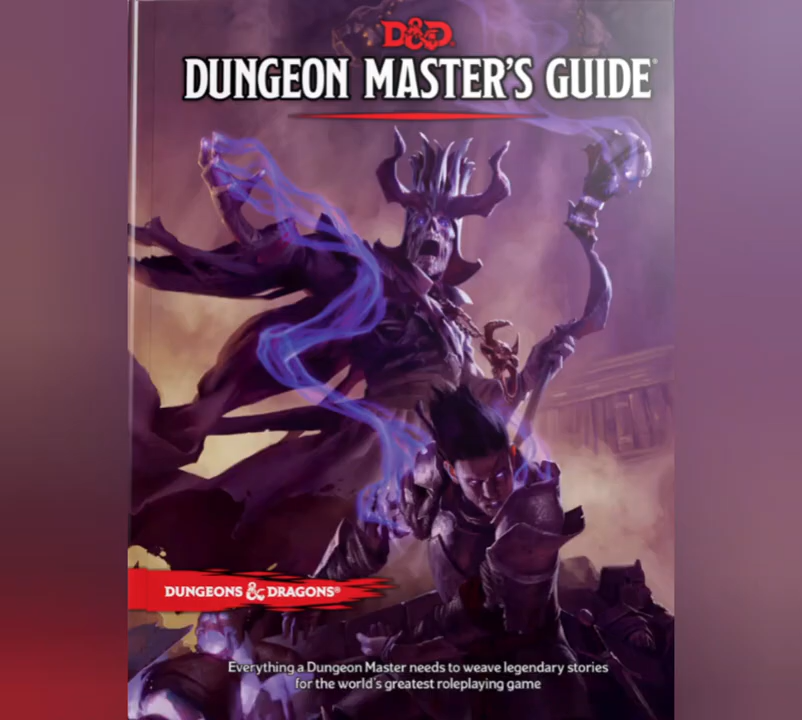 D&D
DUNGEON MASTER'S GUIDE®
DUNGEONS & DRAGONS®
Everything a Dungeon Master needs to weave legendary stories
for the world's greatest roleplaying game